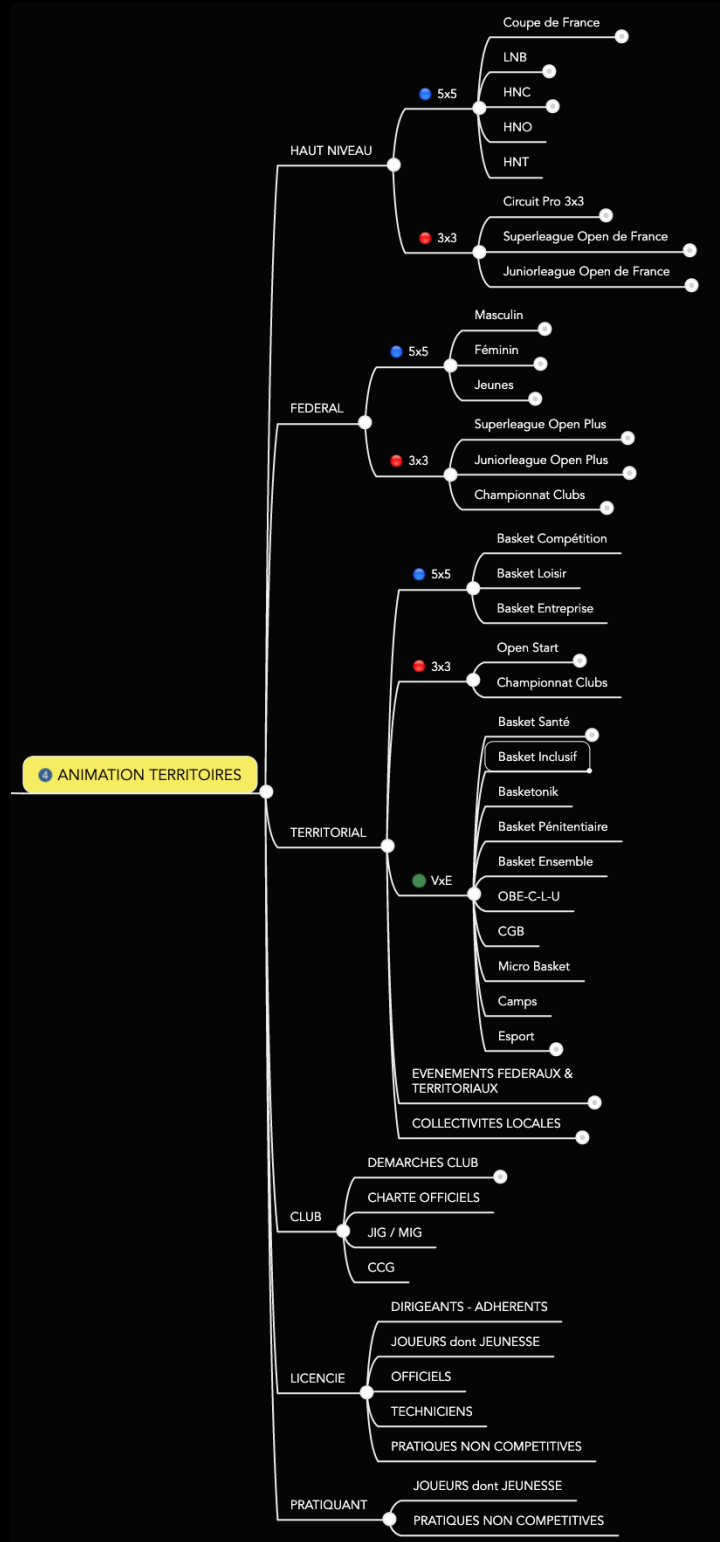 4 ANIMATION TERRITOIRES
HAUT NIVEAU
5x5
Coupe de France
LNB
HNC
HNO
HNT
3x3
Circuit Pro 3x3
Superleague Open de France
Juniorleague Open de France
FEDERAL
5x5
Masculin
Féminin
Jeunes
3x3
Superleague Open Plus
Juniorleague Open Plus
Championnat Clubs
TERRITORIAL
5x5
Basket Compétition
Basket Loisir
Basket Entreprise
3x3
Open Start
Championnat Clubs
VxE
Basket Santé
Basket Inclusif
Basketonik
Basket Pénitentiaire
Basket Ensemble
OBE-C-L-U
CGB
Micro Basket
Camps
Esport
EVENEMENTS FEDERAUX &
TERRITORIAUX
COLLECTIVITES LOCALES
CLUB
DEMARCHES CLUB
CHARTE OFFICIELS
JIG / MIG
CCG
LICENCIE
DIRIGEANTS - ADHERENTS
JOUEURS dont JEUNESSE
OFFICIELS
TECHNICIENS
PRATIQUES NON COMPETITIVES
PRATIQUANT
JOUEURS dont JEUNESSE
PRATIQUES NON COMPETITIVES